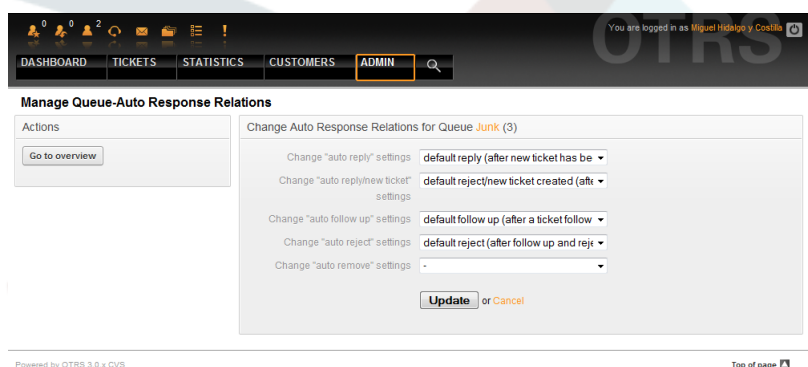 0 0 2
OTRS
You are logged in as Miguel Hidalgo y Costilla
DASHBOARD TICKETS STATISTICS CUSTOMERS ADMIN
Manage Queue-Auto Response Relations
Actions
Go to overview
Change Auto Response Relations for Queue Junk (3)
Change "auto reply" settings default reply (after new ticket has be
Change "auto reply/new ticket" settings default reject/new ticket created (afte
Change "auto follow up" settings default follow up (after a ticket follow
Change "auto reject" settings default reject (after follow up and reje
Change "auto remove" settings -
Update or Cancel
Powered by OTRS 3.0.x CVS
Top of page